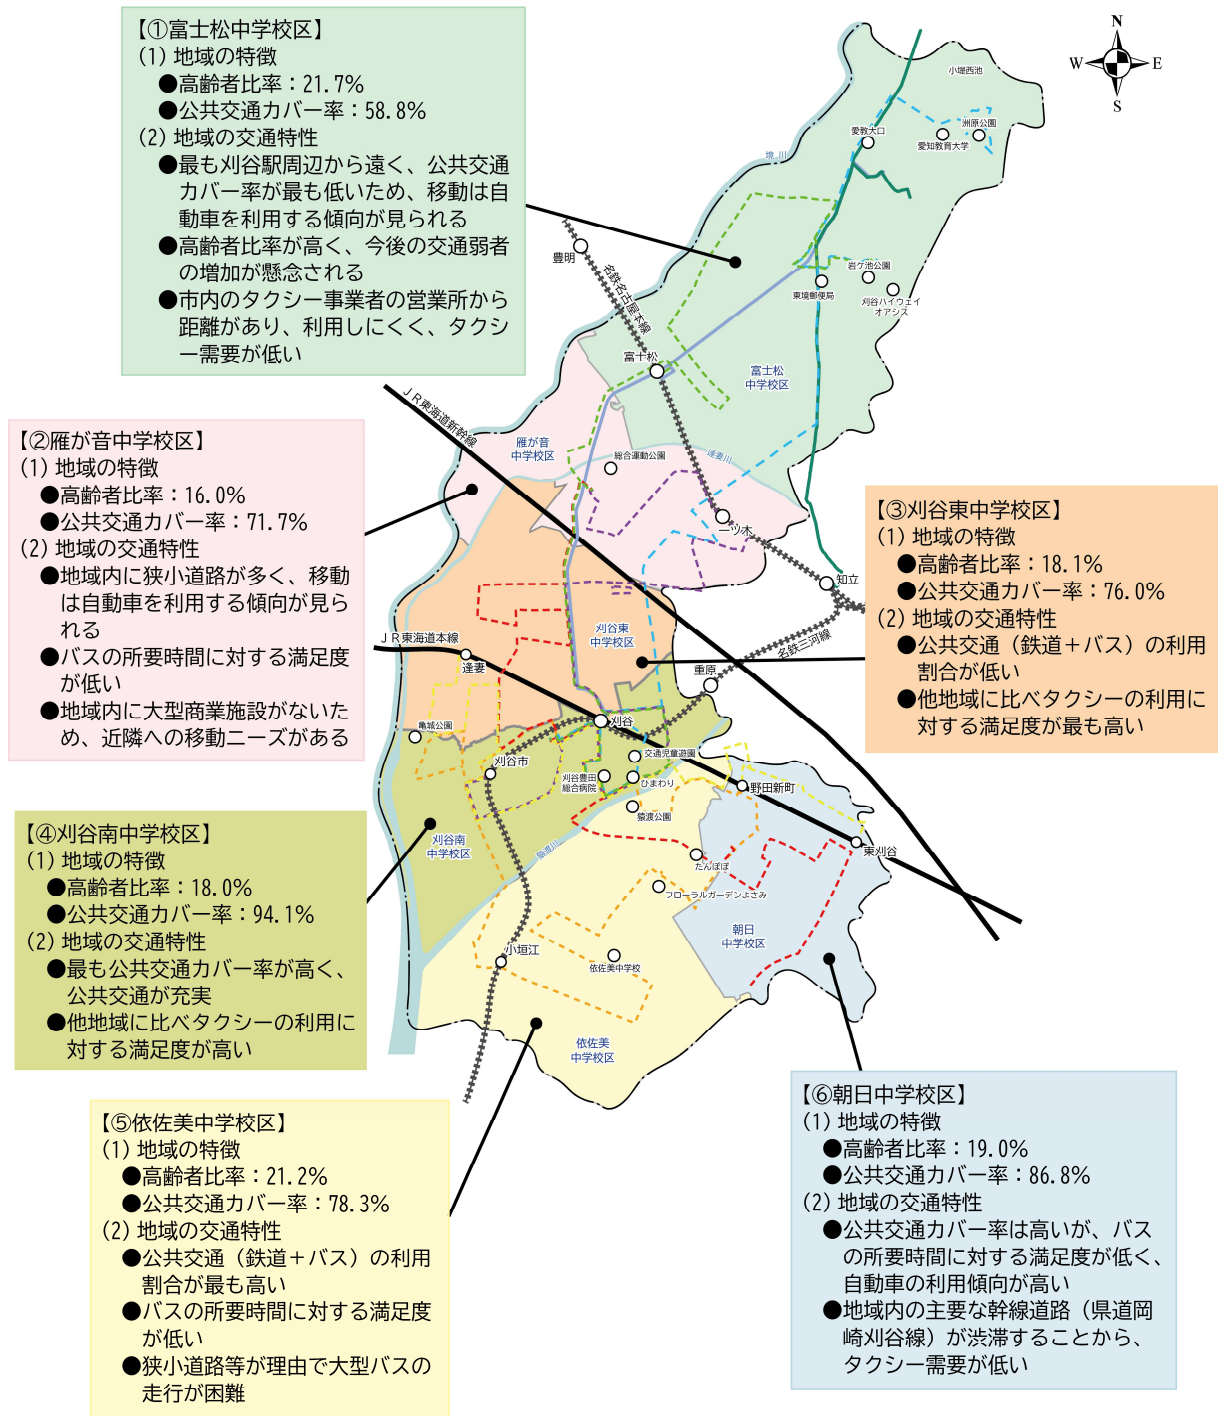 【①富士松中学校区】
(1) 地域の特徴
●高齢者比率：21.7%
●公共交通カバー率：58.8%
(2) 地域の交通特性
●最も刈谷駅周辺から遠く、公共交通
カバー率が最も低いため、移動は自
動車を利用する傾向が見られる
●高齢者比率が高く、今後の交通弱者
の増加が懸念される
●市内のタクシー事業者の営業所から
距離があり、利用しにくく、タクシ
ー需要が低い
N
W
E
S
小堤西池
洲原公園
愛教大口
愛知教育大学
境川
豊明
名鉄名古屋本線
岩ケ池公園
東境郵便局
刈谷ハイウェイ
オアシス
富士松
富士松
中学校区
JR東海道新幹線
雁が音
中学校区
総合運動公園
逢妻川
一ツ木
知立
【②雁が音中学校区】
(1) 地域の特徴
●高齢者比率：16.0%
●公共交通カバー率：71.7%
(2) 地域の交通特性
●地域内に狭小道路が多く、移動
は自動車を利用する傾向が見ら
れる
●バスの所要時間に対する満足度
が低い
●地域内に大型商業施設がないた
め、近隣への移動ニーズがある
【③刈谷東中学校区】
(1) 地域の特徴
●高齢者比率：18.1%
●公共交通カバー率：76.0%
(2) 地域の交通特性
●公共交通（鉄道＋バス）の利用
割合が低い
●他地域に比べタクシーの利用に
対する満足度が最も高い
刈谷東
中学校区
JR東海道本線
逢妻
名鉄三河線
重原
亀城公園
刈谷
刈谷市
交通児童遊園
刈谷豊田
総合病院
ひまわり
野田新町
猿渡公園
刈谷南
中学校区
猿渡川
東刈谷
たんぽぽ
フローラルガーデンよさみ
朝日
中学校区
小垣江
依佐美中学校
依佐美
中学校区
【④刈谷南中学校区】
(1) 地域の特徴
●高齢者比率：18.0%
●公共交通カバー率：94.1%
(2) 地域の交通特性
●最も公共交通カバー率が高く、
公共交通が充実
●他地域に比べタクシーの利用に
対する満足度が高い
【⑤依佐美中学校区】
(1) 地域の特徴
●高齢者比率：21.2%
●公共交通カバー率：78.3%
(2) 地域の交通特性
●公共交通（鉄道＋バス）の利用
割合が最も高い
●バスの所要時間に対する満足度
が低い
●狭小道路等が理由で大型バスの
走行が困難
【⑥朝日中学校区】
(1) 地域の特徴
●高齢者比率：19.0%
●公共交通カバー率：86.8%
(2) 地域の交通特性
●公共交通カバー率は高いが、バス
の所要時間に対する満足度が低く、
自動車の利用傾向が高い
●地域内の主要な幹線道路（県道岡
崎刈谷線）が渋滞することから、
タクシー需要が低い